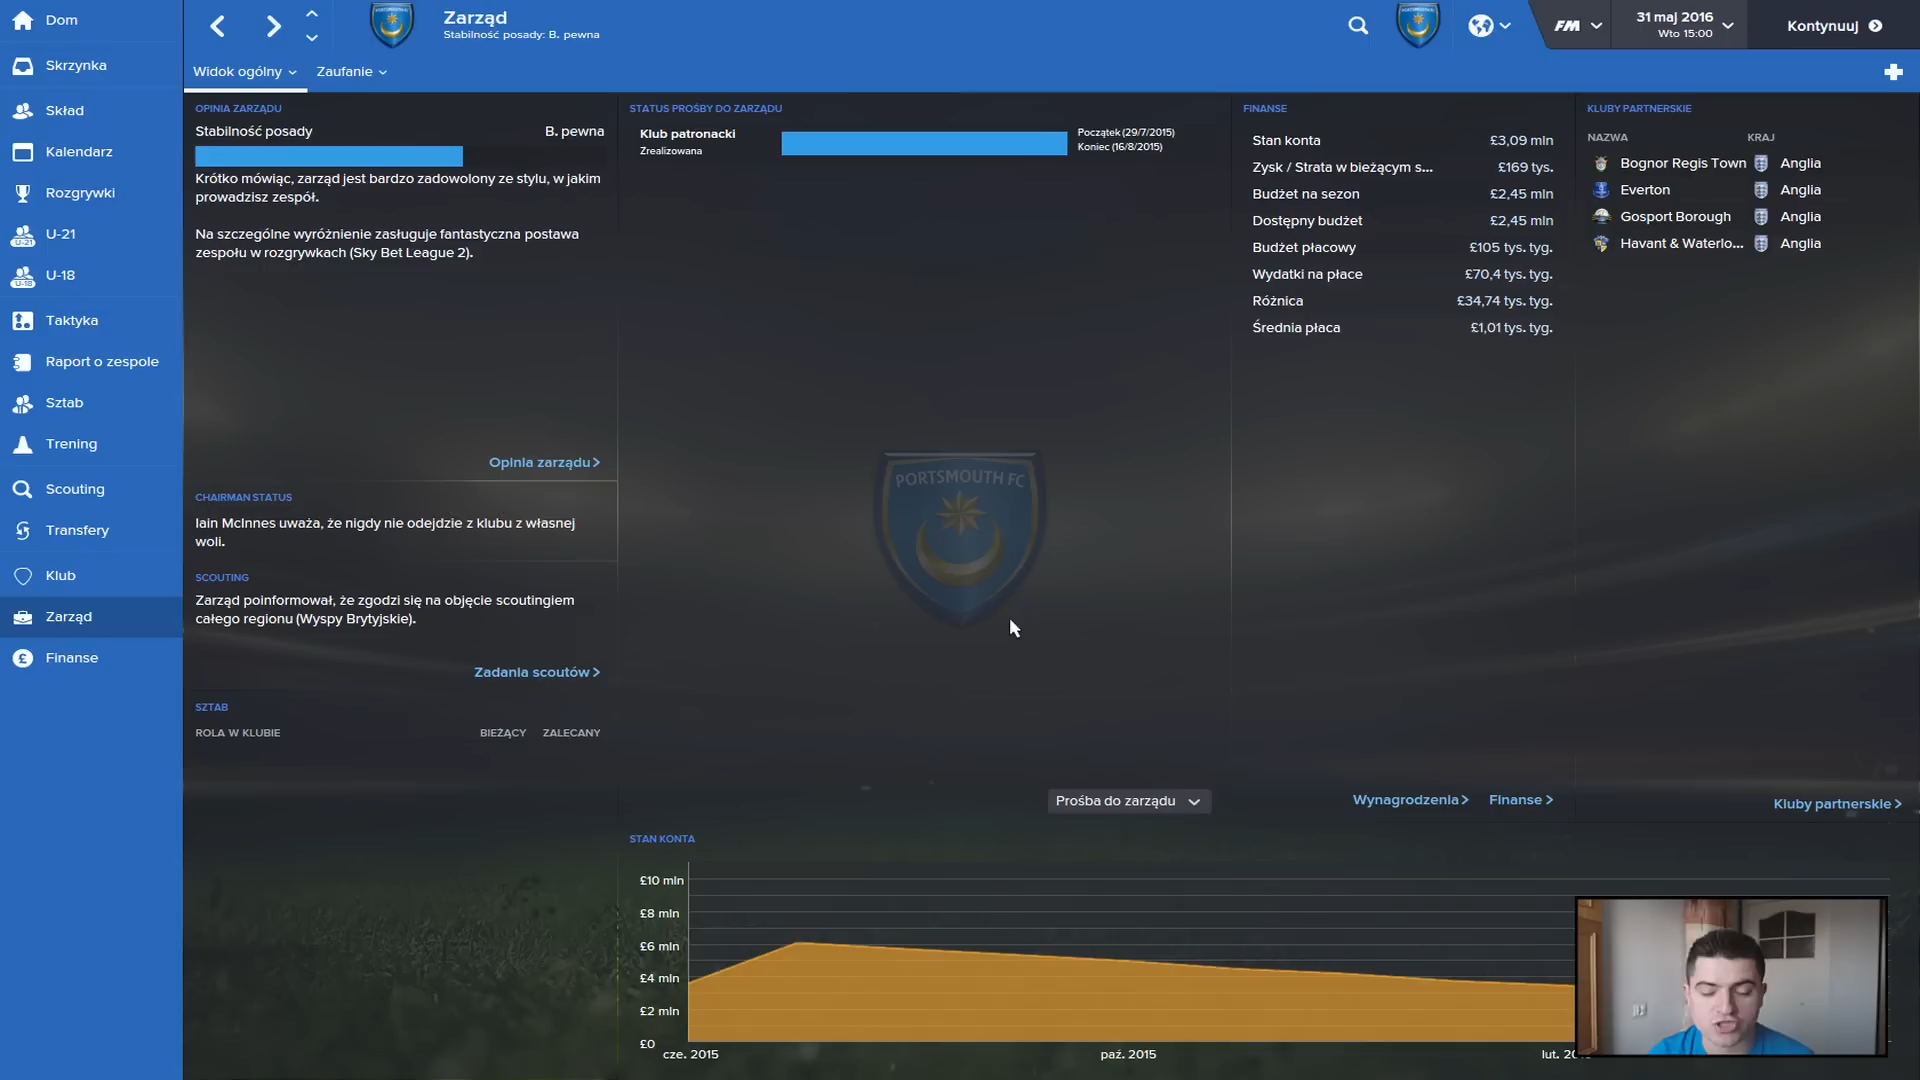 Dom
Skrzynka
Skład
Kalendarz
Rozgrywki
U-21
U-21
U-18
U-18
Taktyka
Raport o zespole
Sztab
Trening
Scouting
Transfery
Klub
Zarząd
Finanse
Zarząd
Stabilność posady: B. pewna
FM
31 maj 2016
Wto 15:00
Kontynuuj
Widok ogólny
Zaufanie
OPINIA ZARZĄDU
Stabilność posady B. pewna
Krótko mówiąc, zarząd jest bardzo zadowolony ze stylu, w jakim
prowadzisz zespół.
Na szczególne wyróżnienie zasługuje fantastyczna postawa
zespołu w rozgrywkach (Sky Bet League 2).
Opinia zarządu
CHAIRMAN STATUS
Iain McInnes uważa, że nigdy nie odejdzie z klubu z własnej
woli.
SCOUTING
Zarząd poinformował, że zgodzi się na objęcie scoutingiem
całego regionu (Wyspy Brytyjskie).
Zadania scoutów
SZTAB
ROLA W KLUBIE BIEŻĄCY ZALECANY
STATUS PROŚBY DO ZARZĄDU
Klub patronacki
Zrealizowana
Początek (29/7/2015)
Koniec (16/8/2015)
PORTSMOUTH FC
Prośba do zarządu
FINANSE
Stan konta £3,09 mln
Zysk / Strata w bieżącym s... £169 tys.
Budżet na sezon £2,45 mln
Dostępny budżet £2,45 mln
Budżet płacowy £105 tys. tyg.
Wydatki na płace £70,4 tys. tyg.
Różnica £34,74 tys. tyg.
Średnia płaca £1,01 tys. tyg.
Wynagrodzenia
Finanse
KLUBY PARTNERSKIE
NAZWA KRAJ
Bognor Regis Town Anglia
Everton Anglia
Gosport Borough Anglia
Havant & Waterlo... Anglia
Kluby partnerskie
STAN KONTA
£10 mln
£8 mln
£6 mln
£4 mln
£2 mln
£0
cze. 2015
paź. 2015
lut.